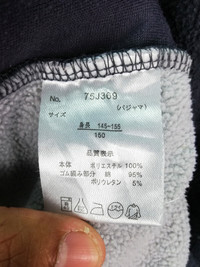 No. 75J309
(パジャマ)
サイズ
身長 145-155
150
品質表示
本体 ポリエステル 100%
ゴム編み部分 綿 95%
ポリウレタン 5%